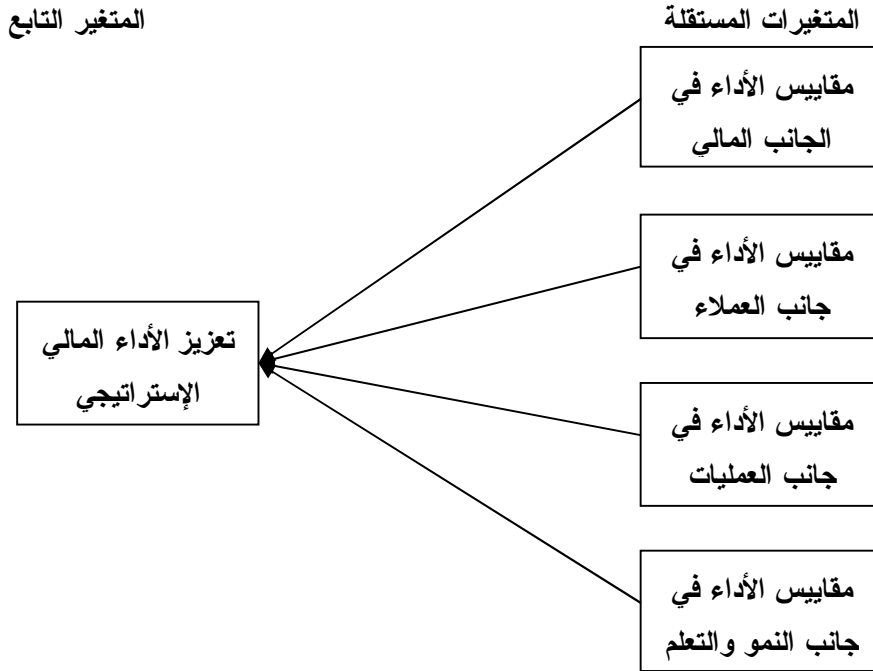 المتغيرات المستقلة
المتغير التابع
مقاييس الأداء في
الجانب المالي
مقاييس الأداء في
جانب العملاء
تعزيز الأداء المالي
الإستراتيجي
مقاييس الأداء في
جانب العمليات
مقاييس الأداء في
جانب النمو والتعلم